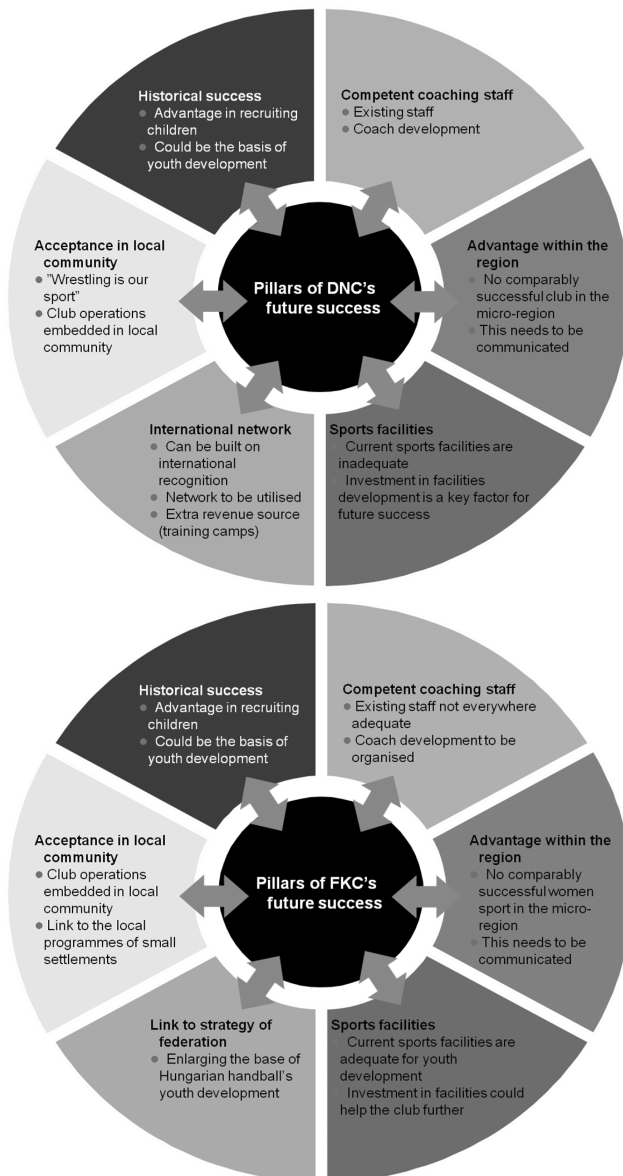 Historical success
● Advantage in recruiting
children
● Could be the basis of
youth development
Competent coaching staff
● Existing staff
● Coach development
Acceptance in local
community
● "Wrestling is our
sport"
● Club operations
embedded in local
community
Pillars of DNC's
future success
Advantage within the
region
● No comparably
successful club in the
micro-region
● This needs to be
communicated
International network
● Can be built on
international
recognition
● Network to be utilised
● Extra revenue source
(training camps)
Sports facilities
● Current sports facilities are
inadequate
● Investment in facilities
development is a key factor for
future success
Historical success
● Advantage in recruiting
children
● Could be the basis of
youth development
Competent coaching staff
● Existing staff not everywhere
adequate
● Coach development to be
organised
Acceptance in local
community
● Club operations
embedded in local
community
● Link to the local
programmes of small
settlements
Pillars of FKC's
future success
Advantage within the
region
● No comparably
successful women
sport in the micro-
region
● This needs to be
communicated
Link to strategy of
federation
● Enlarging the base of
Hungarian handball's
youth development
Sports facilities
● Current sports facilities are
adequate for youth
development
● Investment in facilities could
help the club further